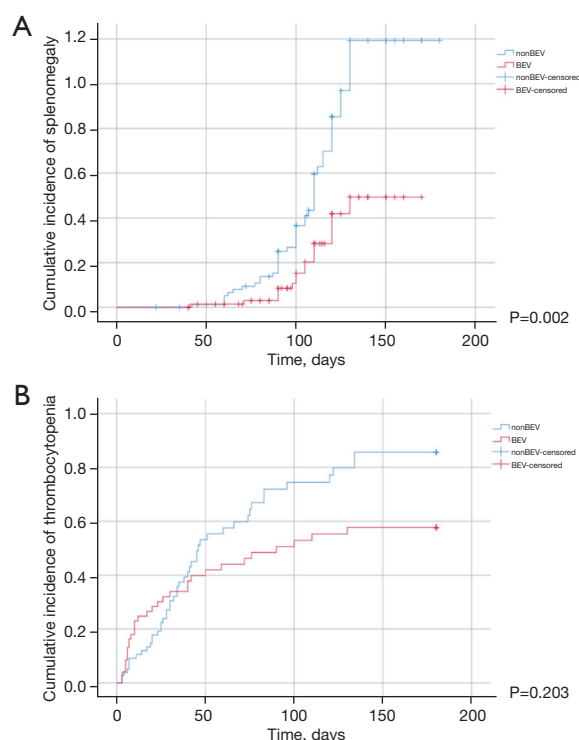 A
Cumulative incidence of splenomegaly
1.2
1.0
0.8
0.6
0.4
0.2
0.0
0 50 100 150 200
Time, days
nonBEV
BEV
nonBEV-censored
BEV-censored
P=0.002
B
Cumulative incidence of thrombocytopenia
1.0
0.8
0.6
0.4
0.2
0.0
0 50 100 150 200
Time, days
nonBEV
BEV
nonBEV-censored
BEV-censored
P=0.203